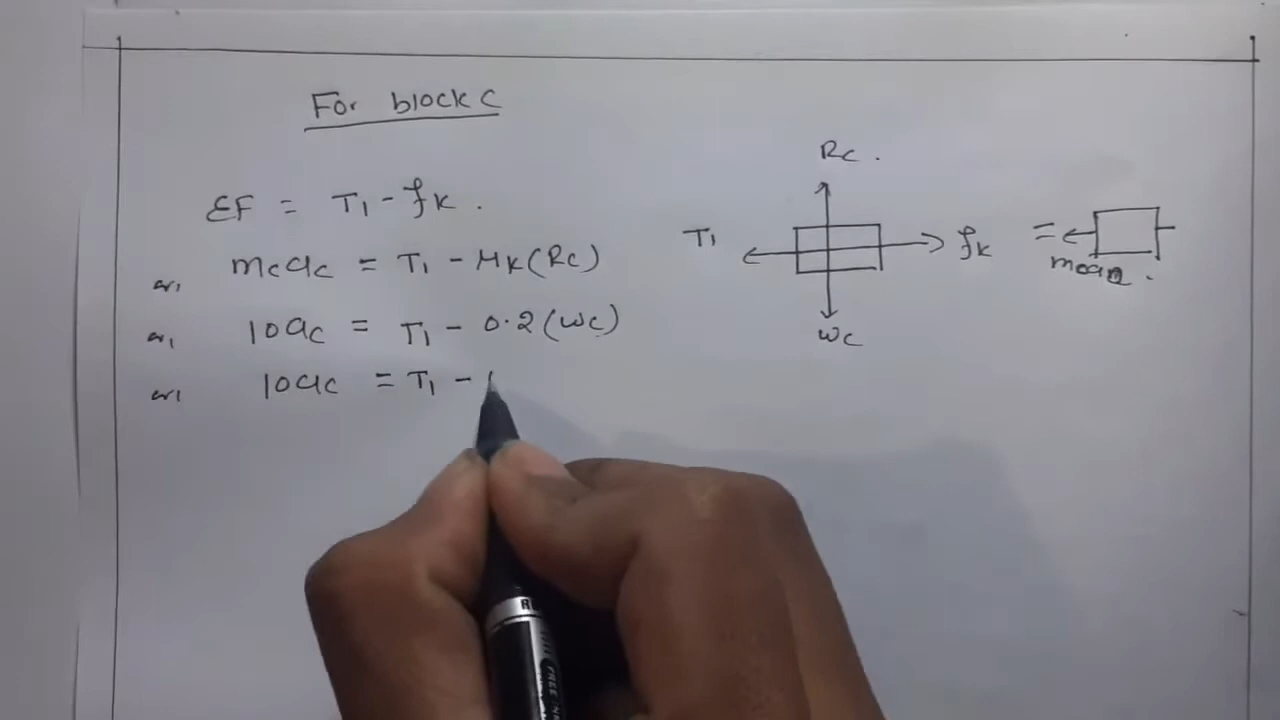 For block C
ΣF = T1 - fK .
or, mcac = T1 - μK(Rc)
or, 10ac = T1 - 0.2(wc)
or, 10ac = T1 -
Rc .
T1
fK
=
wc